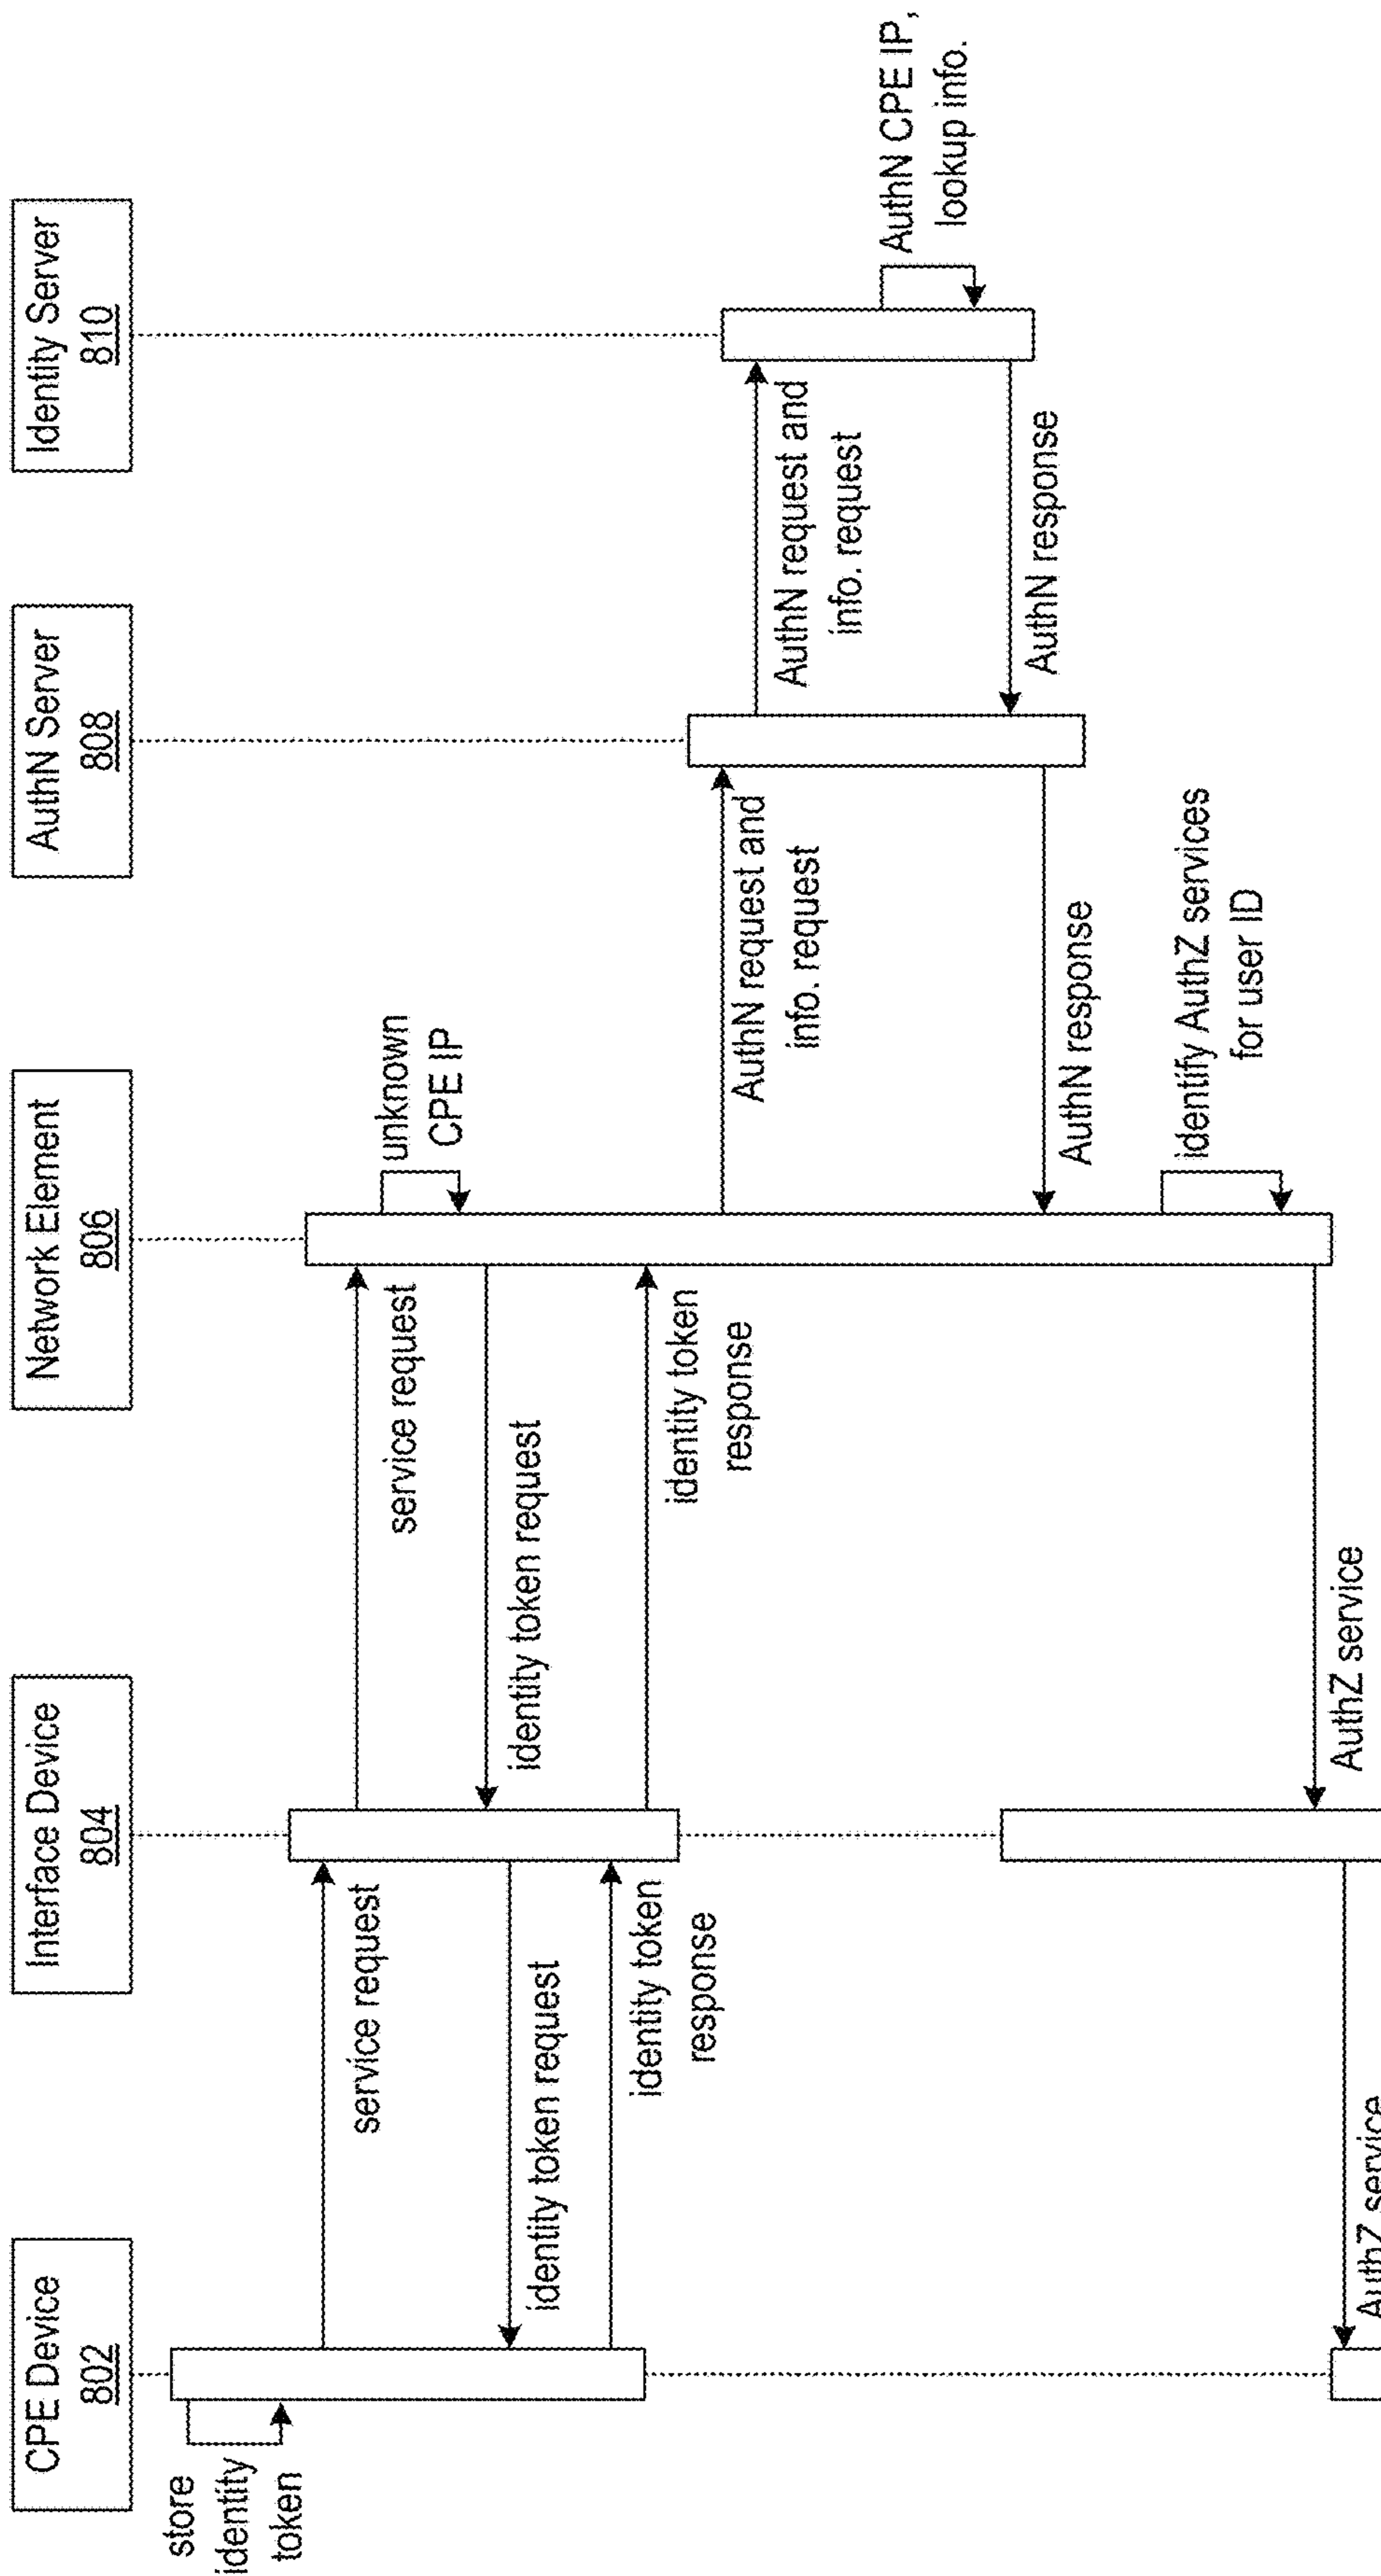 CPE Device
802
Interface Device
804
Network Element
806
AuthN Server
808
Identity Server
810
store
identity
token
service request
service request
unknown
CPE IP
identity token request
identity token request
identity token
response
identity token
response
AuthN request and
info. request
AuthN request and
info. request
AuthN CPE IP,
lookup info.
AuthN response
AuthN response
identify AuthZ services
for user ID
AuthZ service
AuthZ service